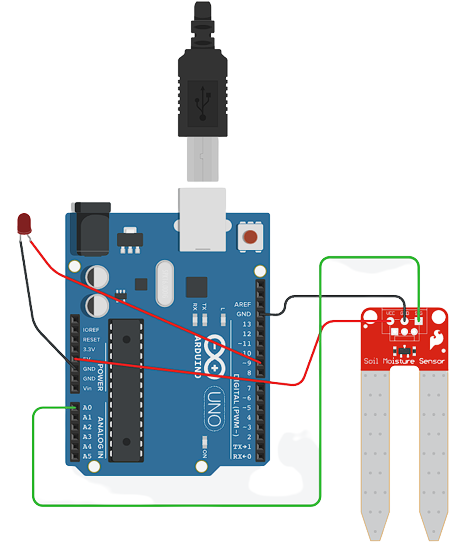 AREF
GND
13
12
~11
~10
~9
8
7
~6
~5
4
~3
2
TX→1
RX←0
DIGITAL (PWM~)
IOREF
RESET
3.3V
5V
GND
GND
Vin
POWER
A0
A1
A2
A3
A4
A5
ANALOG IN
RX
TX
L
ARDUINO
UNO
ON
VCC
GND
SIG
Soil Moisture Sensor